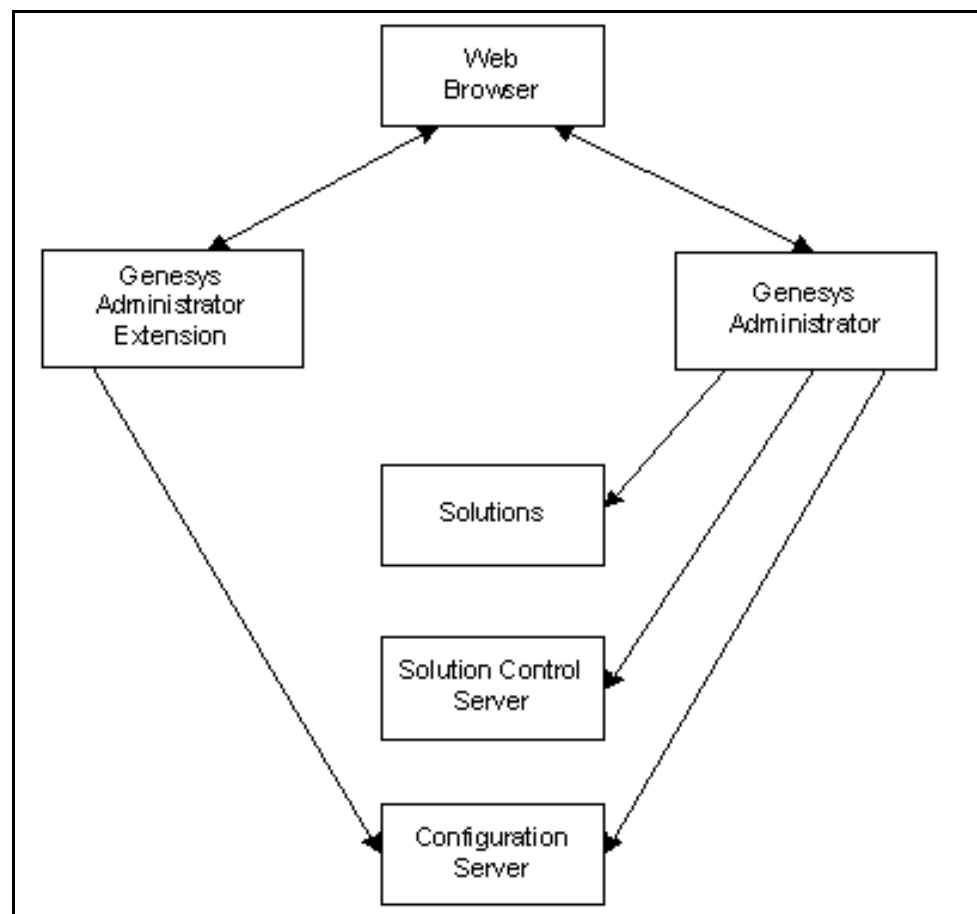 Web
Browser
Genesys
Administrator
Extension
Genesys
Administrator
Solutions
Solution Control
Server
Configuration
Server